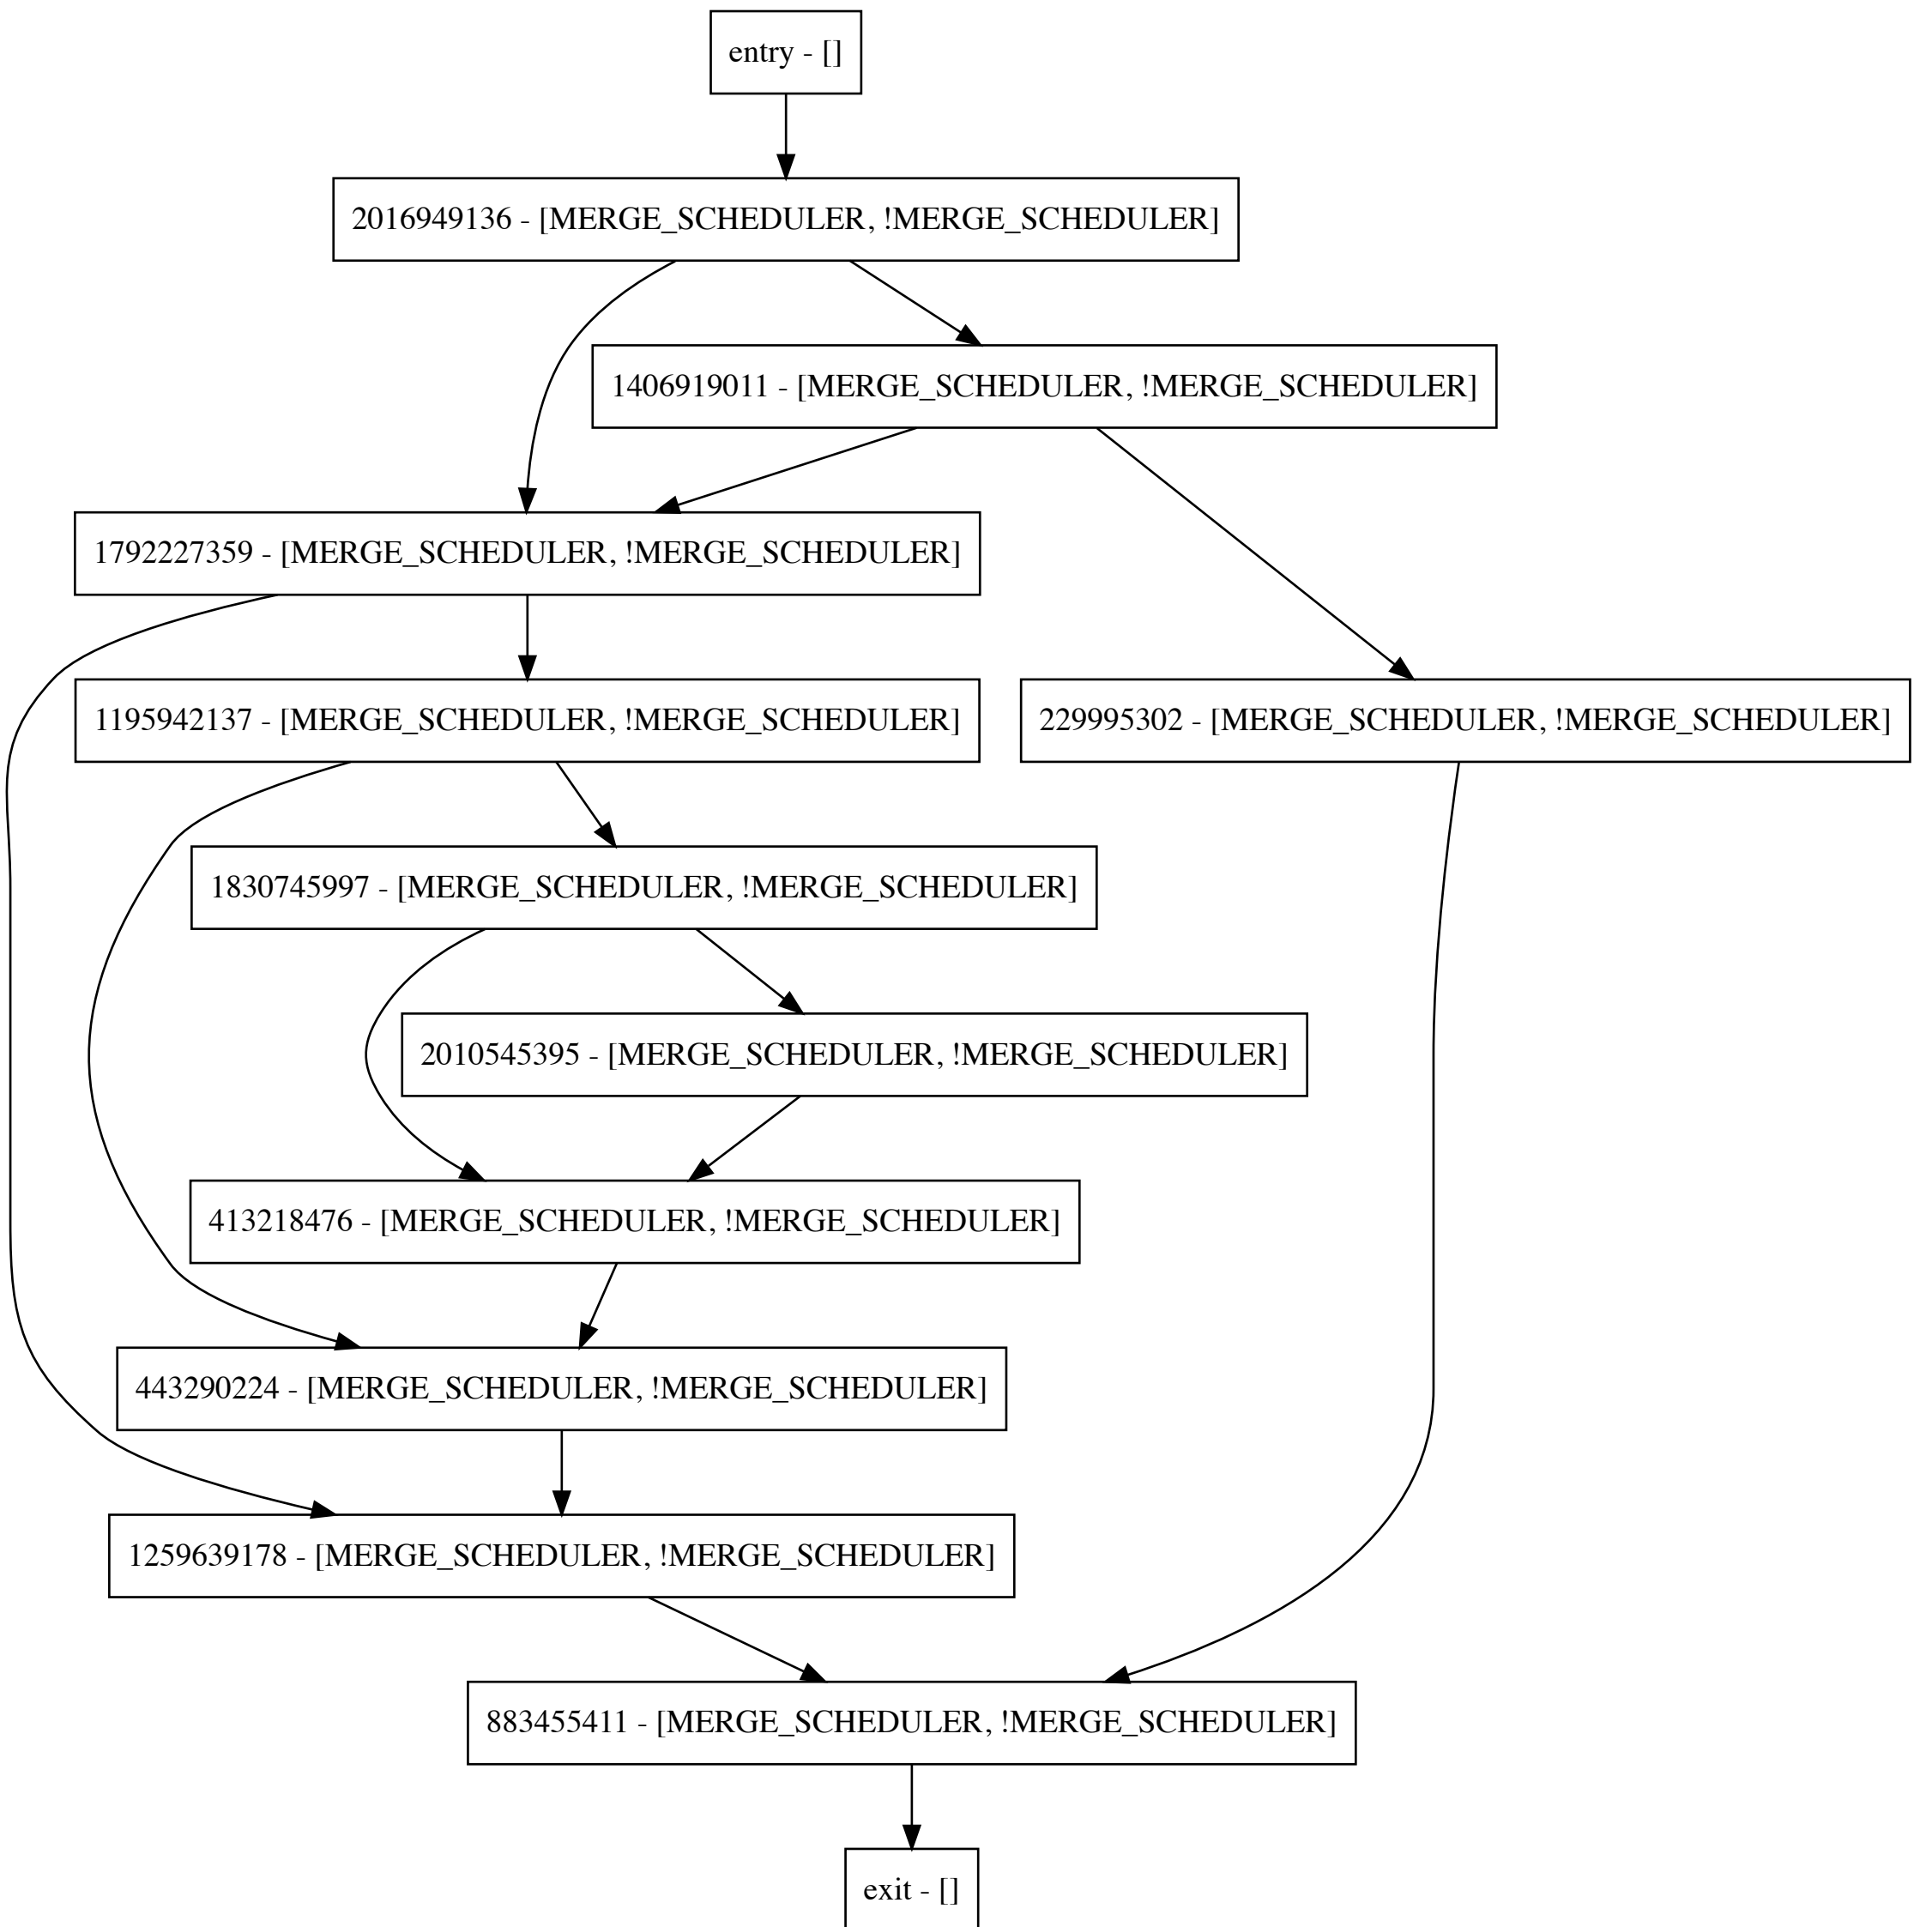 entry - []
2016949136 - [MERGE_SCHEDULER, !MERGE_SCHEDULER]
1406919011 - [MERGE_SCHEDULER, !MERGE_SCHEDULER]
1792227359 - [MERGE_SCHEDULER, !MERGE_SCHEDULER]
1195942137 - [MERGE_SCHEDULER, !MERGE_SCHEDULER]
229995302 - [MERGE_SCHEDULER, !MERGE_SCHEDULER]
1830745997 - [MERGE_SCHEDULER, !MERGE_SCHEDULER]
2010545395 - [MERGE_SCHEDULER, !MERGE_SCHEDULER]
413218476 - [MERGE_SCHEDULER, !MERGE_SCHEDULER]
443290224 - [MERGE_SCHEDULER, !MERGE_SCHEDULER]
1259639178 - [MERGE_SCHEDULER, !MERGE_SCHEDULER]
883455411 - [MERGE_SCHEDULER, !MERGE_SCHEDULER]
exit - []